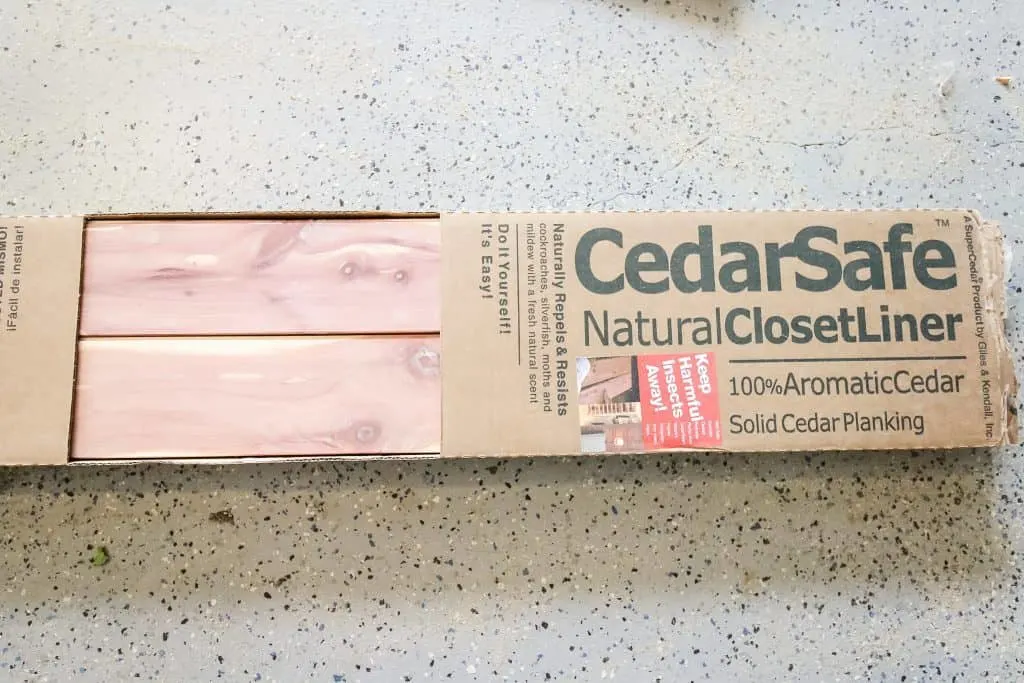 CedarSafe™
NaturalClosetLiner
100%AromaticCedar
Solid Cedar Planking
Keep
Harmful
Insects
Away!
A SuperCedar Product by Giles & Kendall, Inc.
Naturally Repels & Resists
cockroaches, silverfish, moths and
mildew with a fresh natural scent
Do It Yourself!
It's Easy!
MISMO!
¡Fácil de instalar!